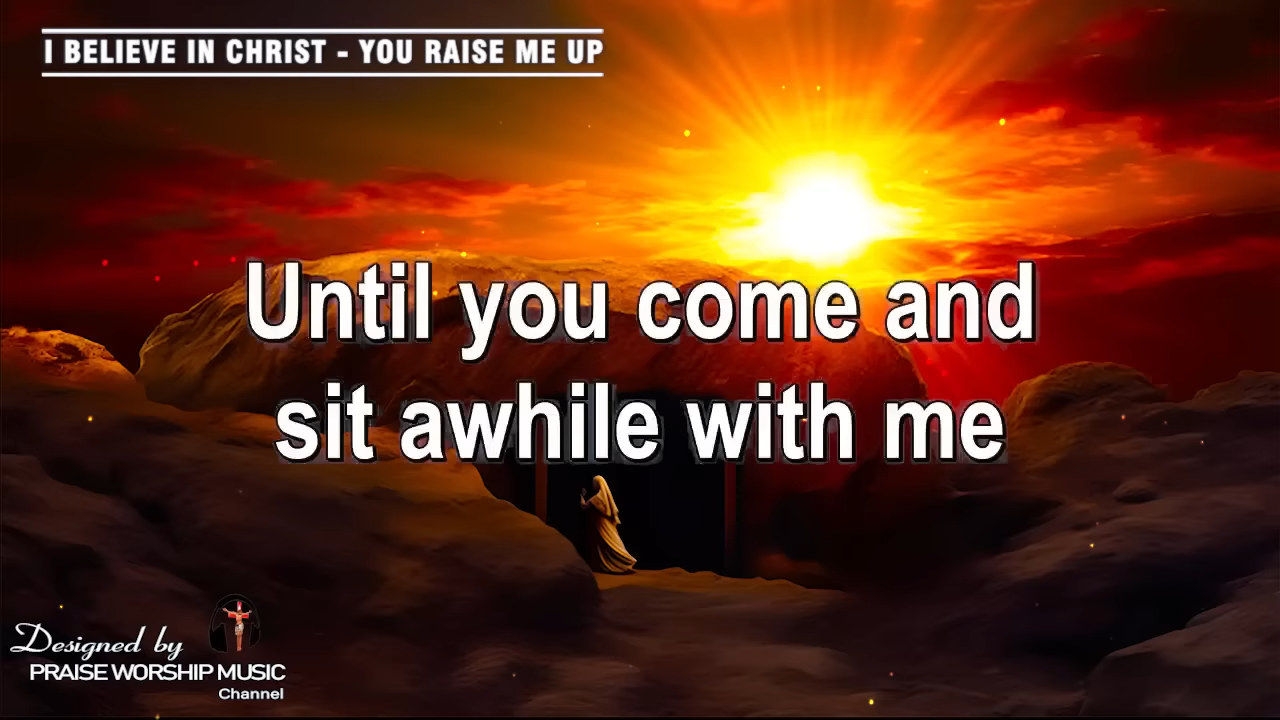 I BELIEVE IN CHRIST - YOU RAISE ME UP
Until you come and
sit awhile with me
Designed by
PRAISE WORSHIP MUSIC
Channel